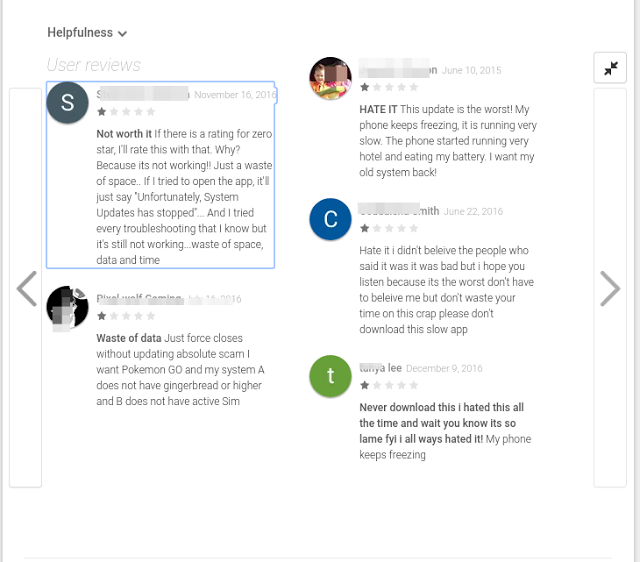 Helpfulness
User reviews
S
November 16, 2016
Not worth it If there is a rating for zero
star, I'll rate this with that. Why?
Because its not working!! Just a waste
of space.. If I tried to open the app, it'll
just say "Unfortunately, System
Updates has stopped"... And I tried
every troubleshooting that I know but
it's still not working...waste of space,
data and time
2016
Waste of data Just force closes
without updating absolute scam I
want Pokemon GO and my system A
does not have gingerbread or higher
and B does not have active Sim
June 10, 2015
HATE IT This update is the worst! My
phone keeps freezing, it is running very
slow. The phone started running very
hotel and eating my battery. I want my
old system back!
C
June 22, 2016
Hate it i didn't beleive the people who
said it was it was bad but i hope you
listen because its the worst don't have
to beleive me but don't waste your
time on this crap please don't
download this slow app
t
lee December 9, 2016
Never download this i hated this all
the time and wait you know its so
lame fyi i all ways hated it! My phone
keeps freezing